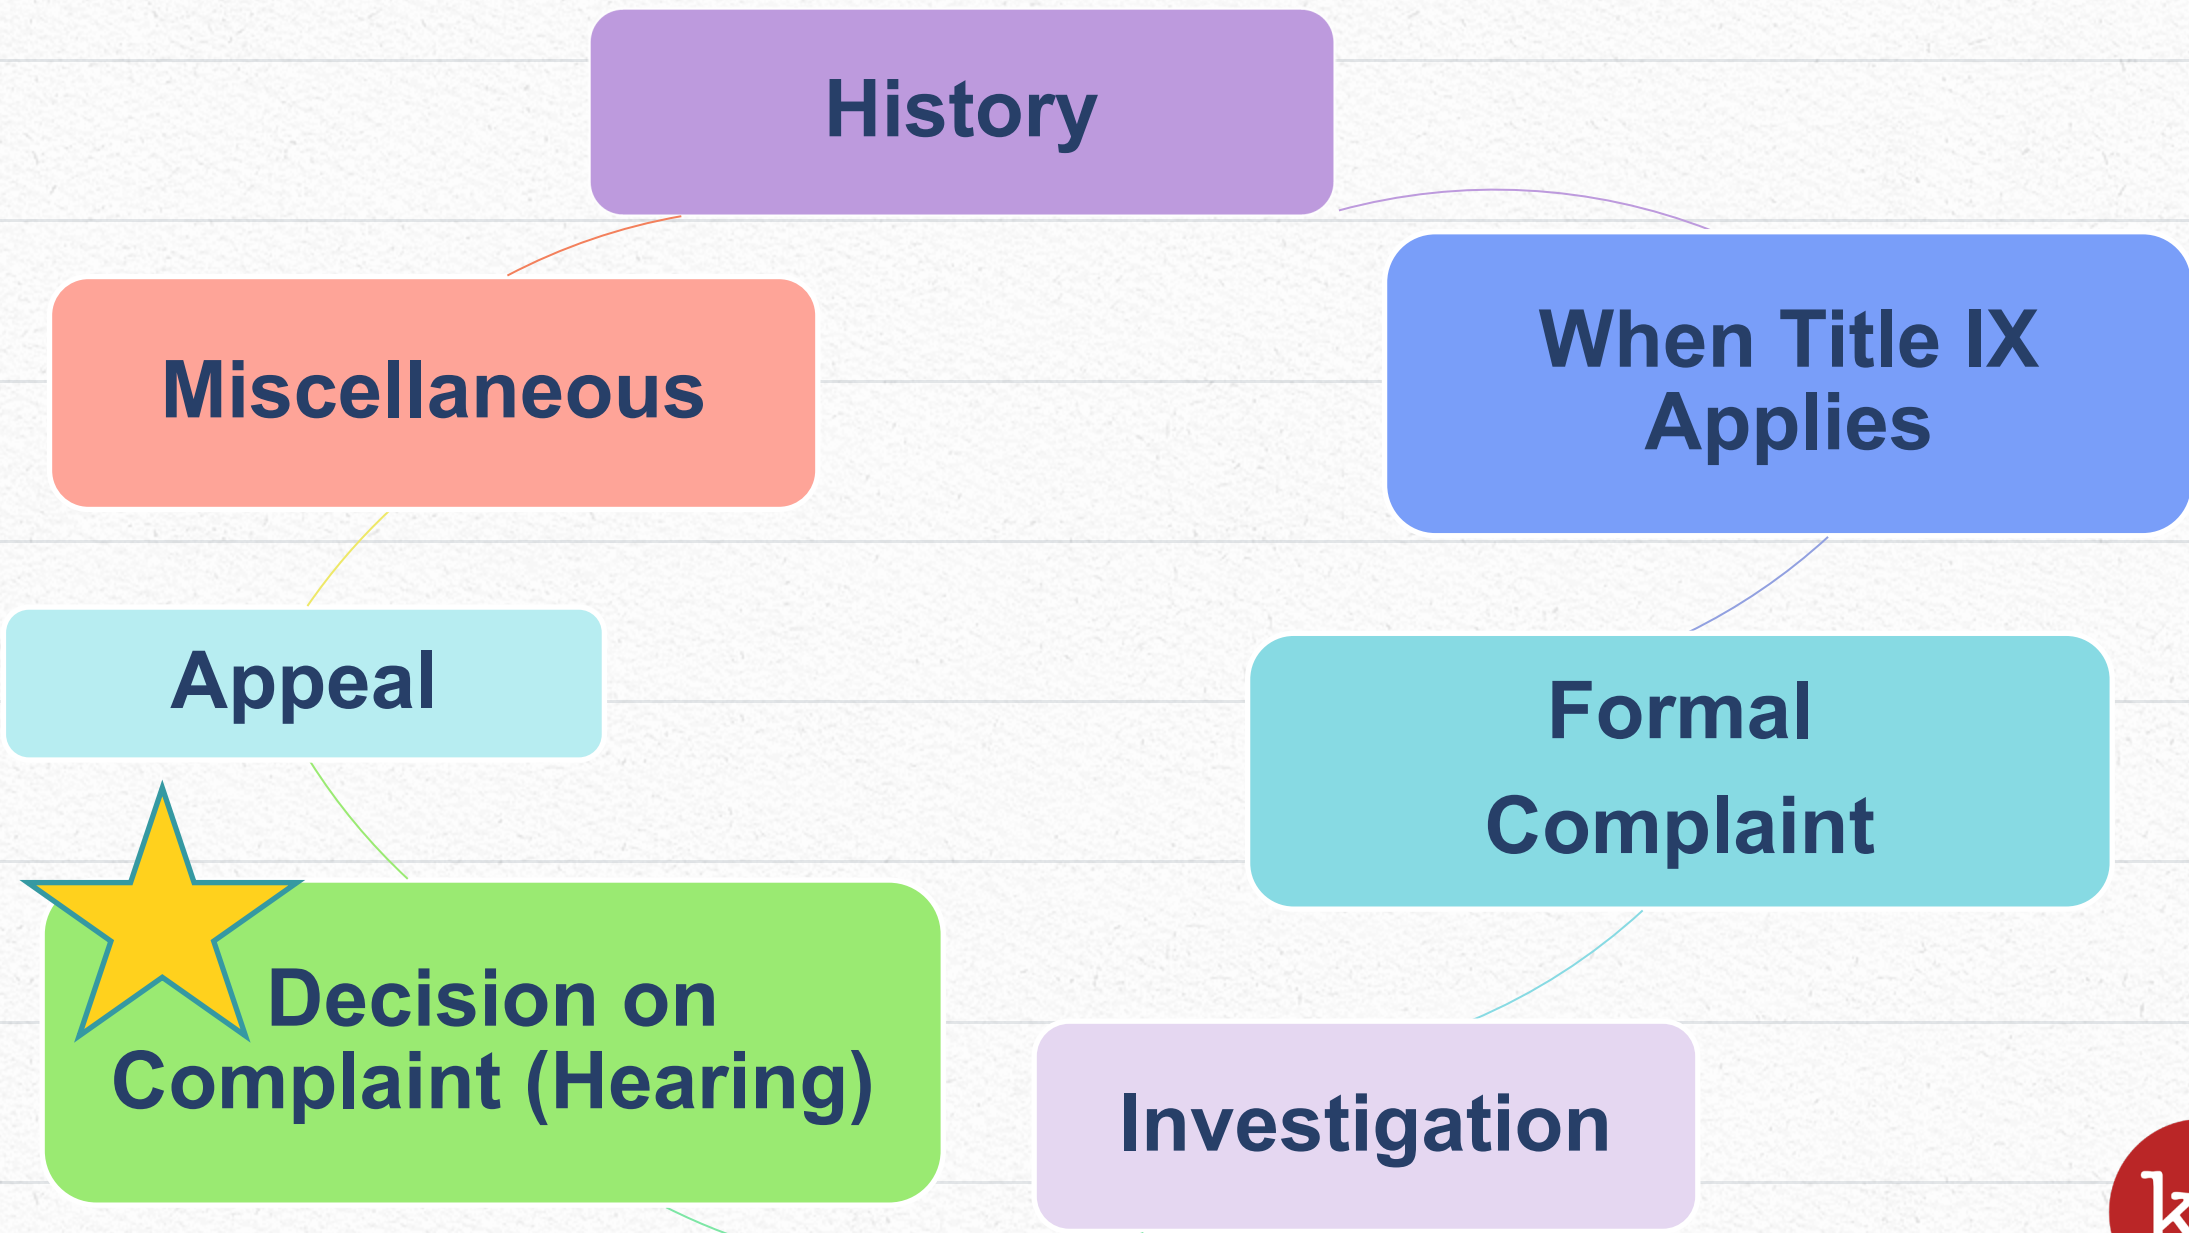 History
When Title IX
Applies
Formal
Complaint
Investigation
Decision on
Complaint (Hearing)
Appeal
Miscellaneous
k